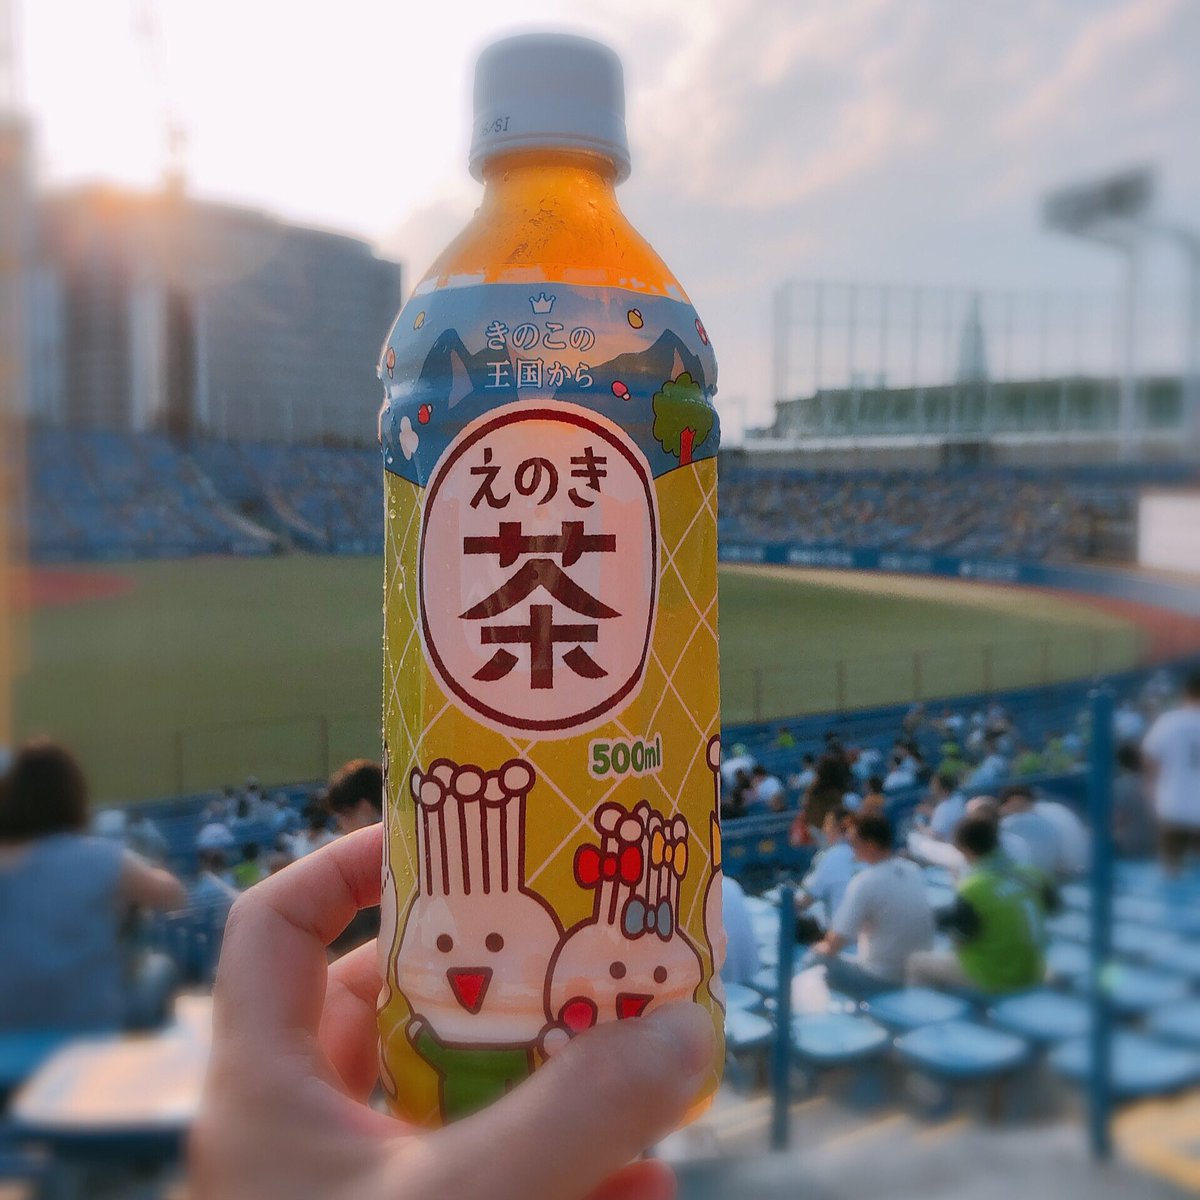 きのこの
王国から
えのき
茶
500ml